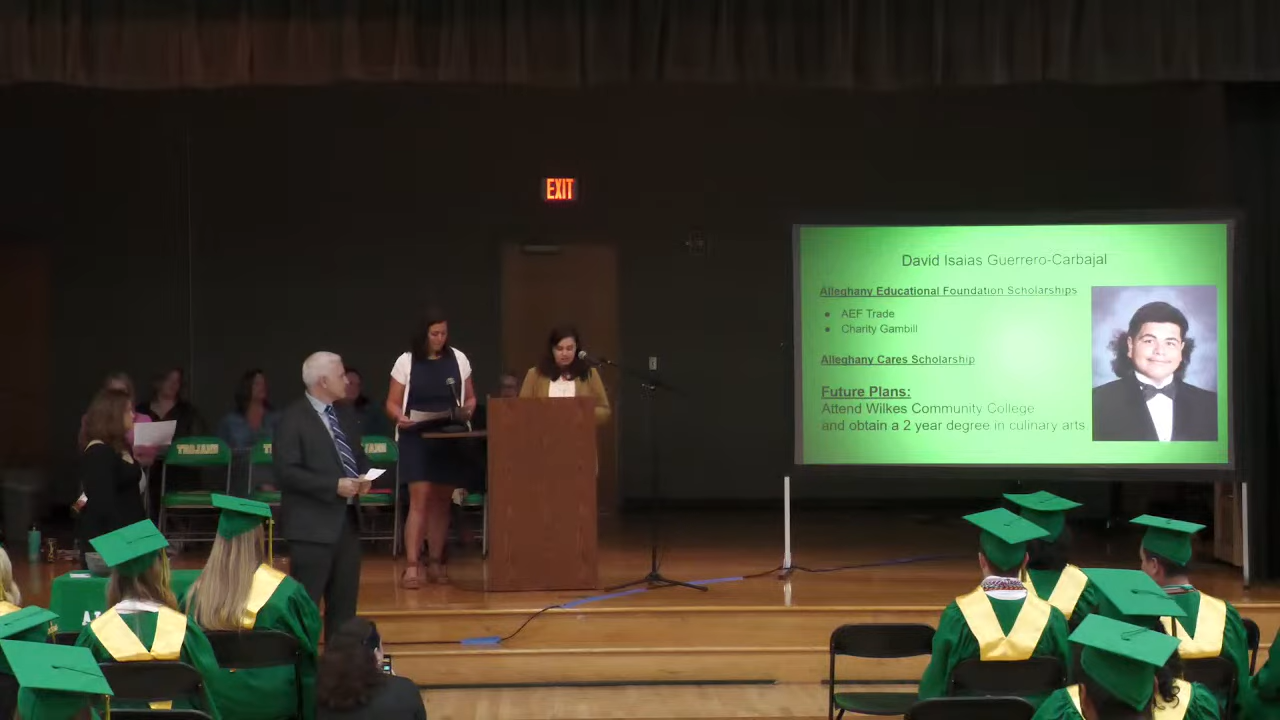 EXIT
David Isaias Guerrero-Carbajal
Alleghany Educational Foundation Scholarships
• AEF Trade
• Charity Gambill
Alleghany Cares Scholarship
Future Plans:
Attend Wilkes Community College
and obtain a 2 year degree in culinary arts
TROJANS